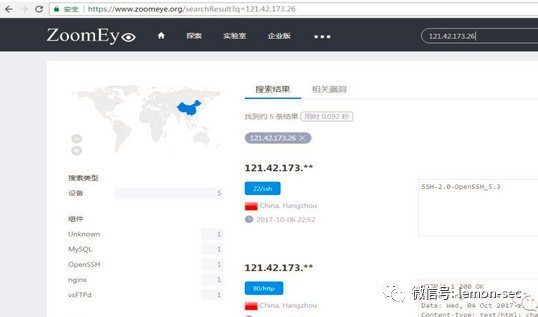 安全 | https://www.zoomeye.org/searchResult?q=121.42.173.26
ZoomEye
探索
实验室
企业版
121.42.173.26
搜索结果
相关漏洞
找到约 5 条结果 用时 0.092 秒
121.42.173.26 ×
搜索类型
设备 5
组件
Unknown 1
MySQL 1
OpenSSH 1
nginx 1
vsFTPd 1
121.42.173.**
22/ssh
China, Hangzhou
2017-10-06 22:52
SSH-2.0-OpenSSH_5.3
121.42.173.**
80/http
China, Hangzhou
200 OK
Date: Wed, 04 Oct 2017
Content-Type: text/html; cha
微信号: lemon-sec